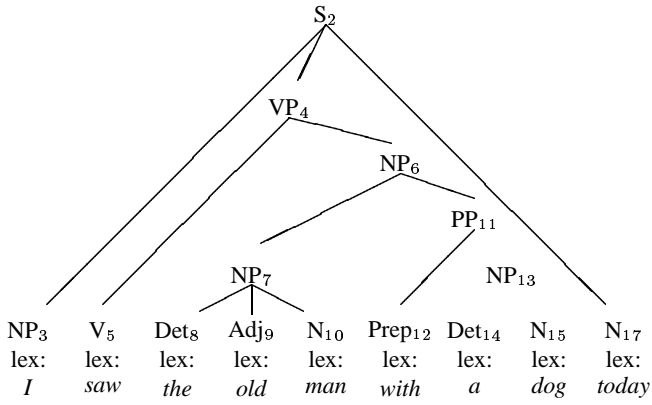 S₂
VP₄
NP₆
PP₁₁
NP₇ NP₁₃
NP₃ V₅ Det₈ Adj₉ N₁₀ Prep₁₂ Det₁₄ N₁₅ N₁₇
lex: lex: lex: lex: lex: lex: lex: lex: lex:
I saw the old man with a dog today